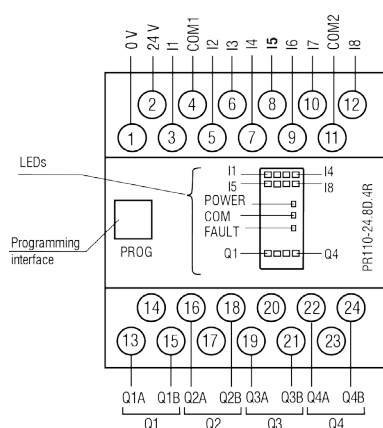 0 V 24 V I1 COM1 I2 I3 I4 I5 I6 I7 COM2 I8
2 4 6 8 10 12
1 3 5 7 9 11
LEDs
I1 I4
I5 I8
POWER
COM
FAULT
Q1 Q4
Programming
interface
PROG
PR110-24.8D.4R
14 16 18 20 22 24
13 15 17 19 21 23
Q1A Q1B Q2A Q2B Q3A Q3B Q4A Q4B
Q1 Q2 Q3 Q4